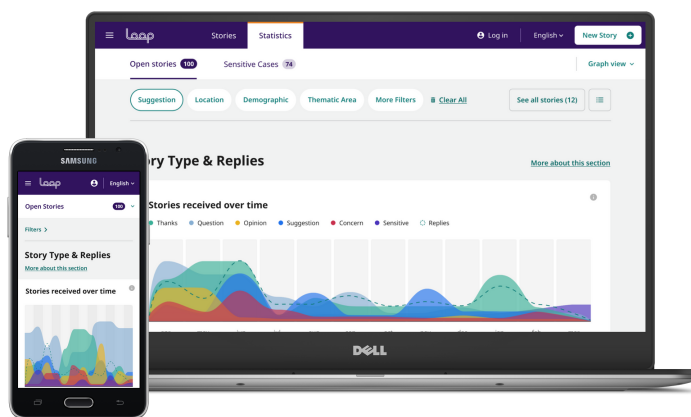 Loop
Stories
Statistics
Log in
English
New Story
Open stories 100
Sensitive Cases 74
Graph view
Suggestion
Location
Demographic
Thematic Area
More Filters
Clear All
See all stories (12)
ry Type & Replies
More about this section
Stories received over time
Thanks
Question
Opinion
Suggestion
Concern
Sensitive
Replies
DELL
SAMSUNG
Loop
English
Open Stories 100
Filters >
Story Type & Replies
More about this section
Stories received over time